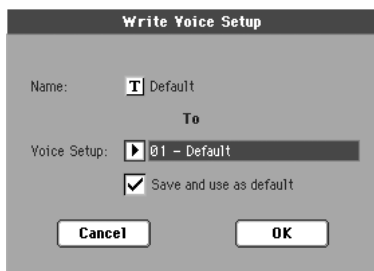 Write Voice Setup
Name: T Default
To
Voice Setup: 01 - Default
Save and use as default
Cancel OK